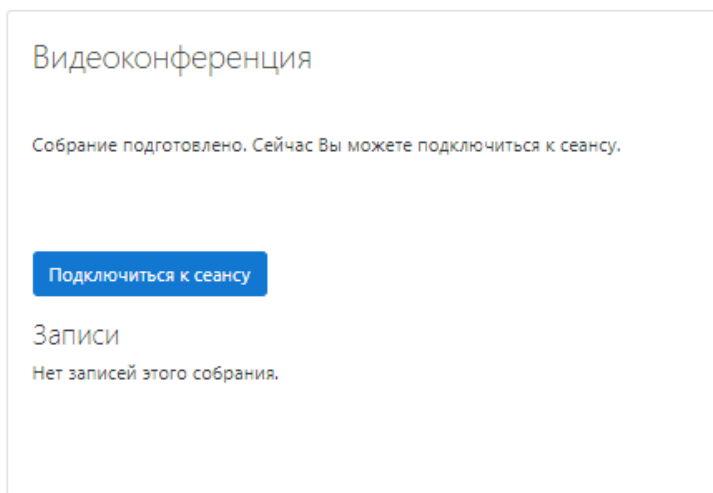 Видеоконференция
Собрание подготовлено. Сейчас Вы можете подключиться к сеансу.
Подключиться к сеансу
Записи
Нет записей этого собрания.